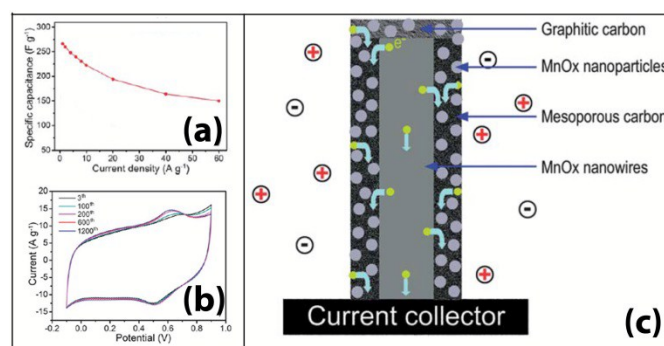 Specific capacitance (F g⁻¹)
300
250
200
150
100
50
0
0 10 20 30 40 50 60
Current density (A g⁻¹)
(a)
Current (A g⁻¹)
20
15
10
5
0
-5
-10
-15
3th
100th
200th
600th
1200th
-0.2 0.0 0.2 0.4 0.6 0.8 1.0
Potential (V)
(b)
Graphitic carbon
e-
MnOx nanoparticles
Mesoporous carbon
MnOx nanowires
+
-
+
-
+
+
+
-
-
+
Current collector
(c)